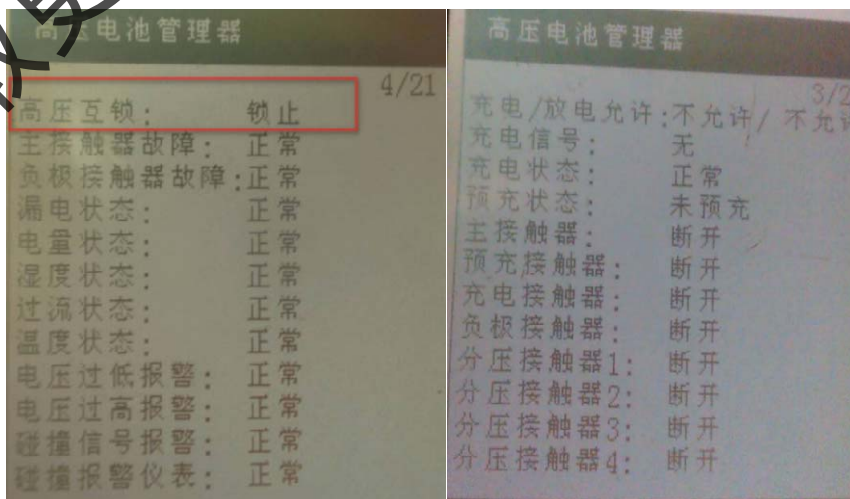 高压电池管理器
4/21
高压互锁: 锁止
主接触器故障: 正常
负极接触器故障:正常
漏电状态: 正常
电量状态: 正常
湿度状态: 正常
过流状态: 正常
温度状态: 正常
电压过低报警: 正常
电压过高报警: 正常
碰撞信号报警: 正常
碰撞报警仪表: 正常
高压电池管理器
3/2
充电/放电允许:不允许/ 不允许
充电信号: 无
充电状态: 正常
预充状态: 未预充
主接触器: 断开
预充接触器: 断开
充电接触器: 断开
负极接触器: 断开
分压接触器1: 断开
分压接触器2: 断开
分压接触器3: 断开
分压接触器4: 断开